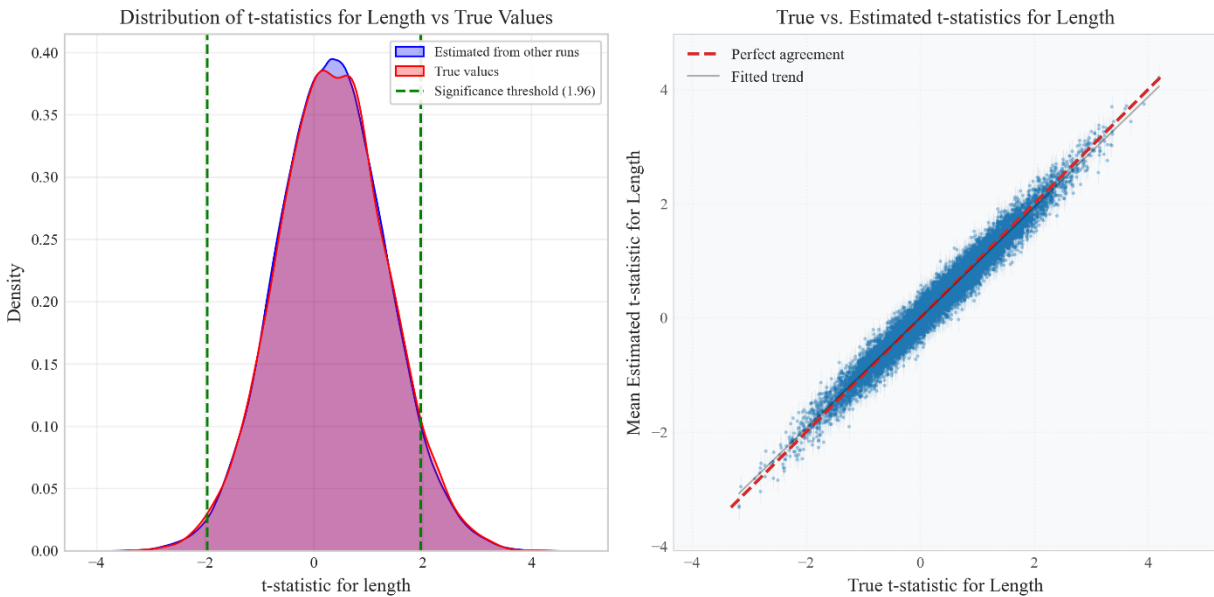 Distribution of t-statistics for Length vs True Values
Estimated from other runs
True values
Significance threshold (1.96)
0.40
0.35
0.30
0.25
0.20
0.15
0.10
0.05
0.00
Density
−4
−2
0
2
4
t-statistic for length
True vs. Estimated t-statistics for Length
Perfect agreement
Fitted trend
4
2
0
−2
−4
Mean Estimated t-statistic for Length
−4
−2
0
2
4
True t-statistic for Length